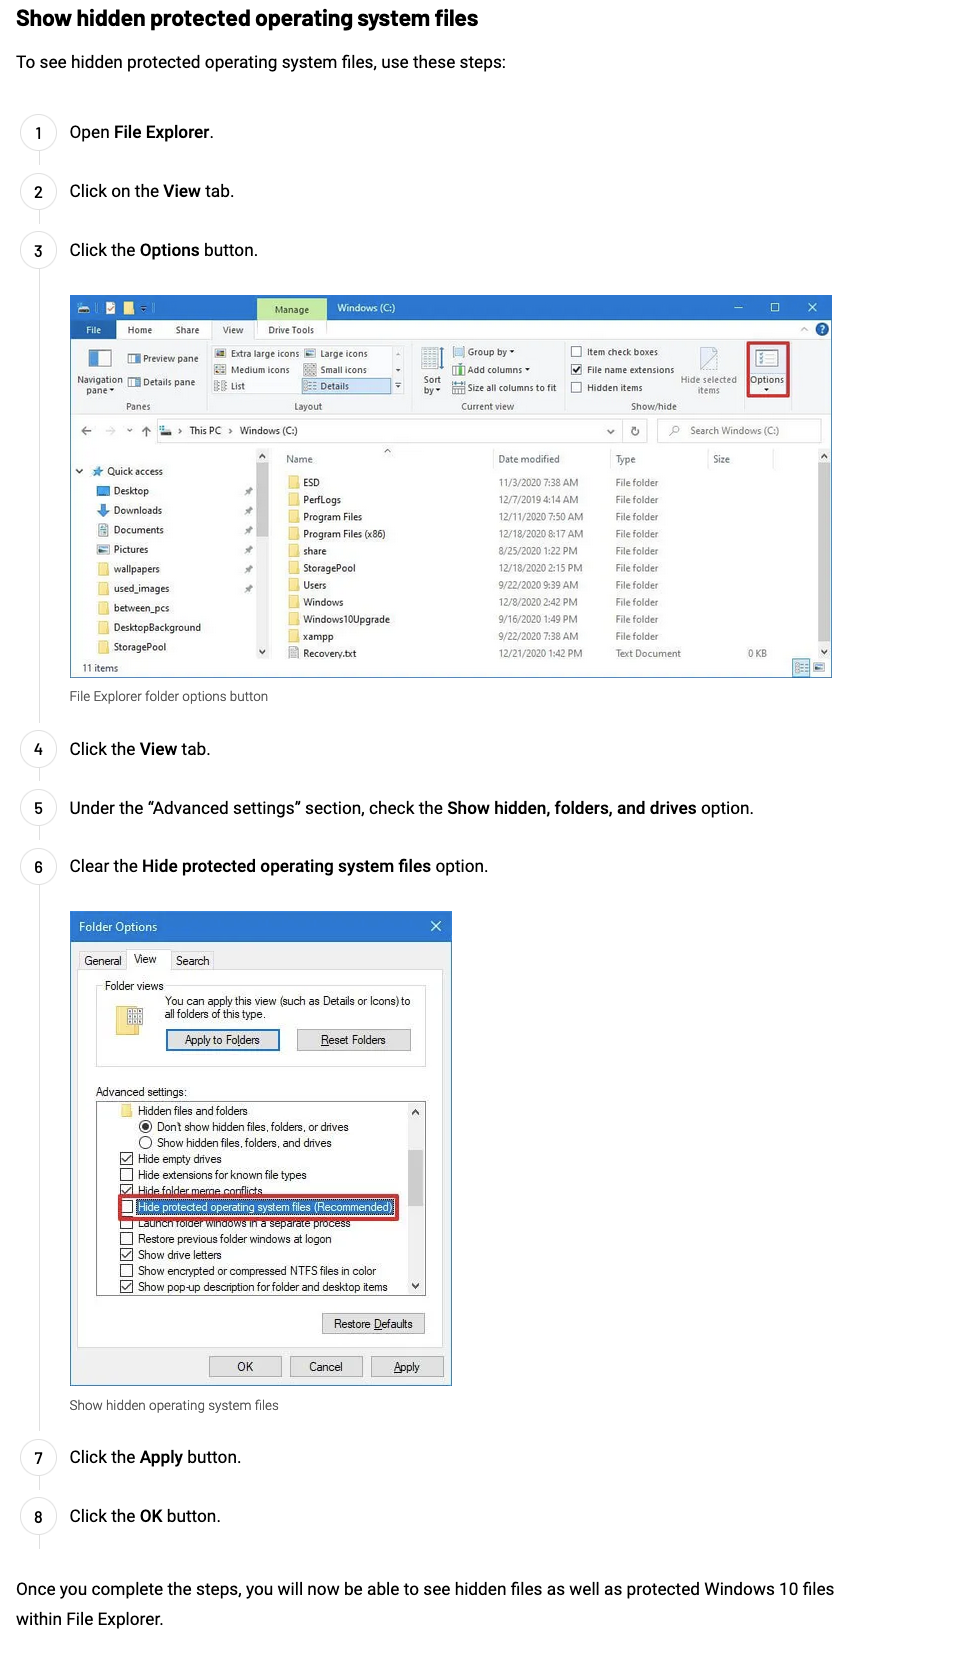 Show hidden protected operating system files
To see hidden protected operating system files, use these steps:
1 Open File Explorer.
2 Click on the View tab.
3 Click the Options button.
Manage Windows (C:)
File Home Share View Drive Tools
Navigation pane
Preview pane
Details pane
Panes
Extra large icons Large icons
Medium icons Small icons
List Details
Layout
Sort by
Group by
Add columns
Size all columns to fit
Current view
Item check boxes
File name extensions
Hidden items
Hide selected items
Show/hide
Options
This PC > Windows (C:)
Search Windows (C:)
Quick access
Desktop
Downloads
Documents
Pictures
wallpapers
used_images
between_pcs
DesktopBackground
StoragePool
Name Date modified Type Size
ESD 11/3/2020 7:38 AM File folder
PerfLogs 12/7/2019 4:14 AM File folder
Program Files 12/11/2020 7:50 AM File folder
Program Files (x86) 12/18/2020 8:17 AM File folder
share 8/25/2020 1:22 PM File folder
StoragePool 12/18/2020 2:15 PM File folder
Users 9/22/2020 9:39 AM File folder
Windows 12/8/2020 2:42 PM File folder
Windows10Upgrade 9/16/2020 1:49 PM File folder
xampp 9/22/2020 7:38 AM File folder
Recovery.txt 12/21/2020 1:42 PM Text Document 0 KB
11 items
File Explorer folder options button
4 Click the View tab.
5 Under the “Advanced settings” section, check the Show hidden, folders, and drives option.
6 Clear the Hide protected operating system files option.
Folder Options
General View Search
Folder views
You can apply this view (such as Details or Icons) to
all folders of this type.
Apply to Folders Reset Folders
Advanced settings:
Hidden files and folders
Don't show hidden files, folders, or drives
Show hidden files, folders, and drives
Hide empty drives
Hide extensions for known file types
Hide folder merge conflicts
Hide protected operating system files (Recommended)
Launch folder windows in a separate process
Restore previous folder windows at logon
Show drive letters
Show encrypted or compressed NTFS files in color
Show pop-up description for folder and desktop items
Restore Defaults
OK Cancel Apply
Show hidden operating system files
7 Click the Apply button.
8 Click the OK button.
Once you complete the steps, you will now be able to see hidden files as well as protected Windows 10 files
within File Explorer.